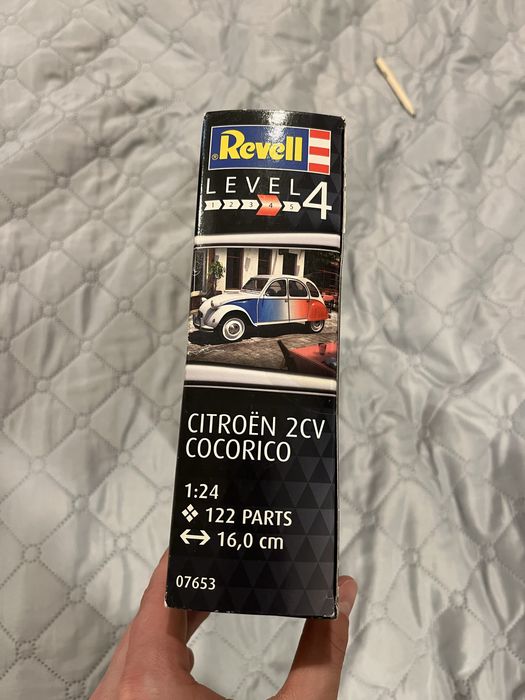 Revell
LEVEL 4
1 2 3 4 5
CITROËN 2CV
COCORICO
1:24
122 PARTS
16,0 cm
07653